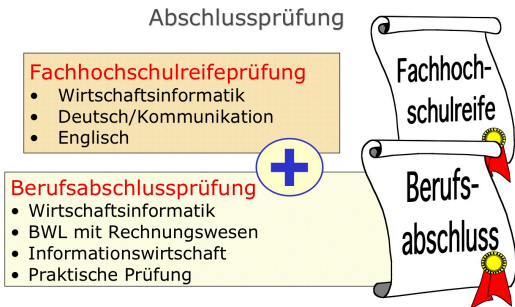 Abschlussprüfung
Fachhochschulreifeprüfung
• Wirtschaftsinformatik
• Deutsch/Kommunikation
• Englisch
Fachhoch-
schulreife
Berufsabschlussprüfung
• Wirtschaftsinformatik
• BWL mit Rechnungswesen
• Informationswirtschaft
• Praktische Prüfung
Berufs-
abschluss